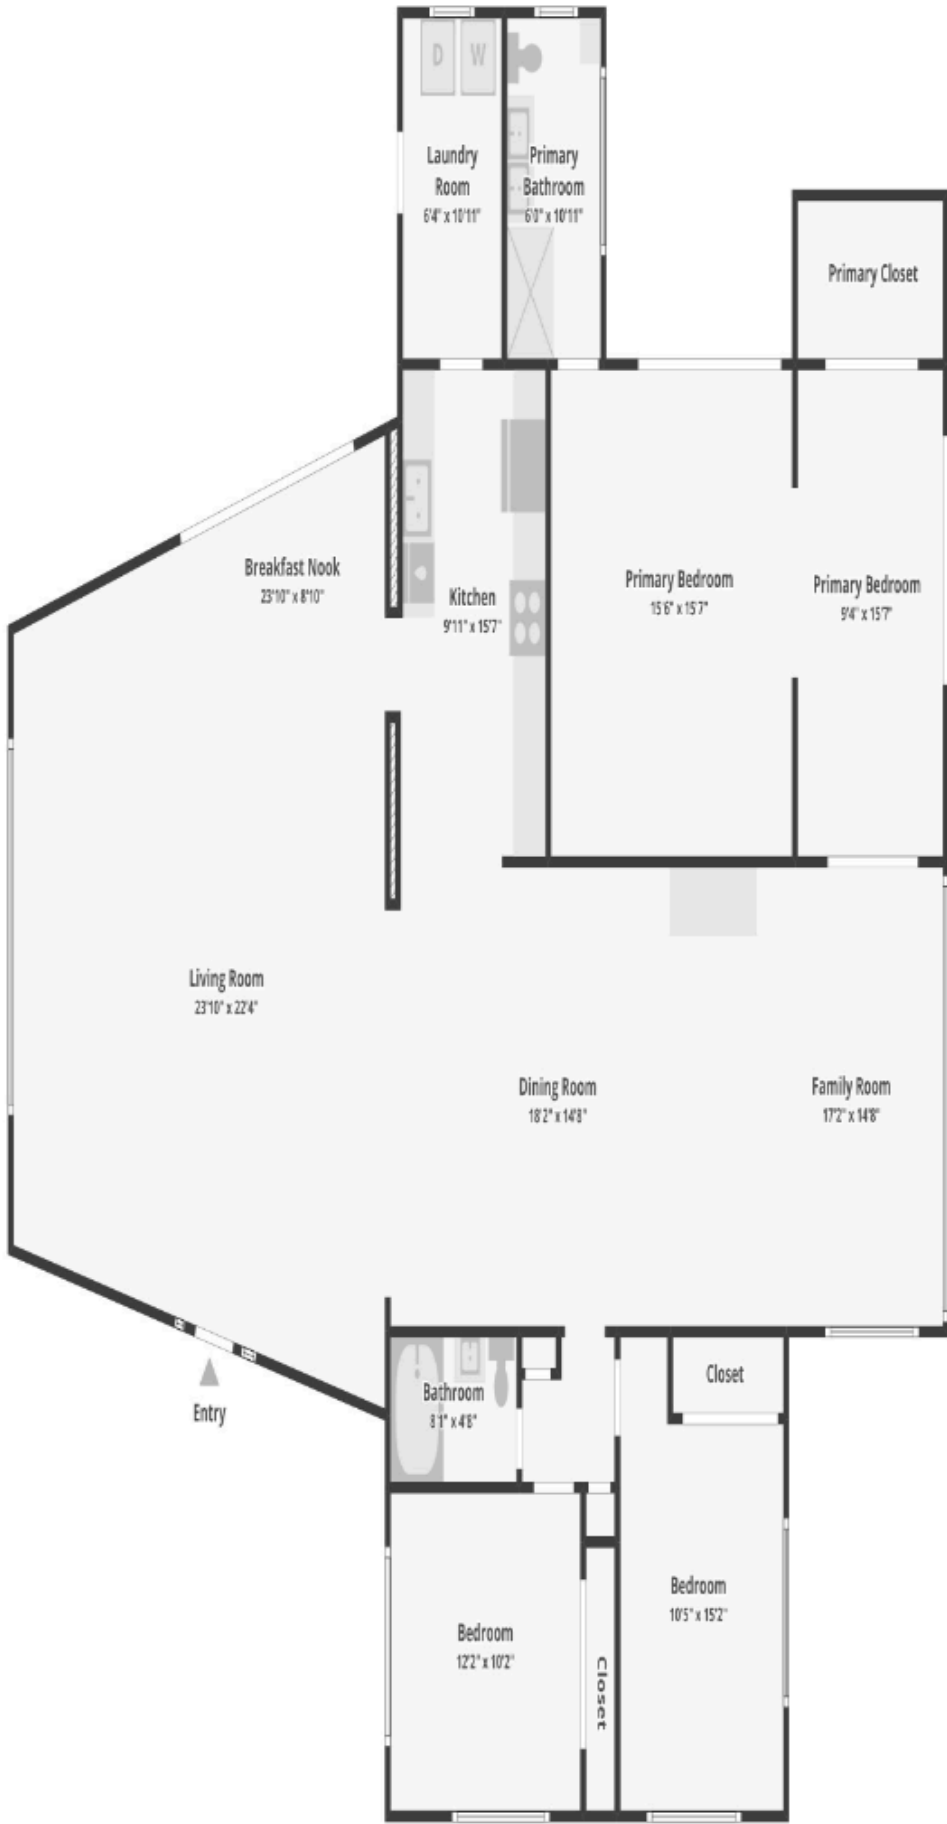 D
W
Laundry
Room
6'4" x 10'11"
Primary
Bathroom
6'0" x 10'11"
Primary Closet
Breakfast Nook
23'10" x 8'10"
Kitchen
9'11" x 15'7"
Primary Bedroom
15'6" x 15'7"
Primary Bedroom
9'4" x 15'7"
Living Room
23'10" x 22'4"
Dining Room
18'2" x 14'8"
Family Room
17'2" x 14'8"
Entry
Bathroom
8'1" x 4'8"
Closet
Bedroom
12'2" x 10'2"
Closet
Bedroom
10'5" x 15'2"